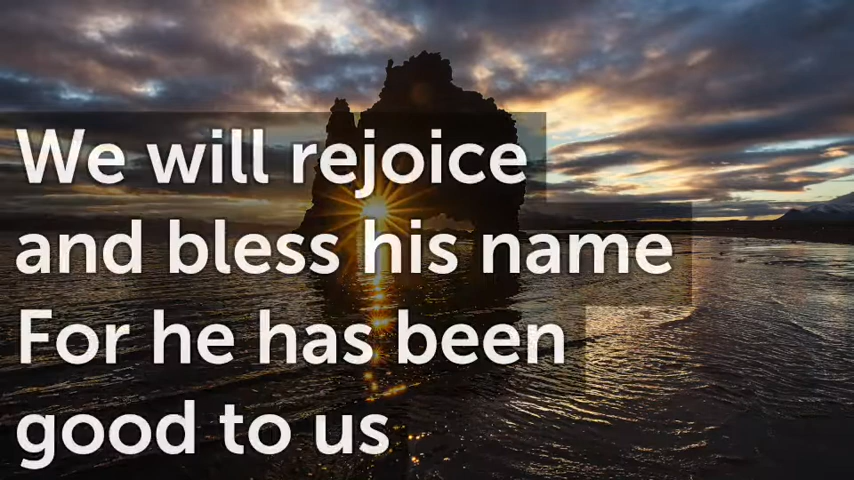 We will rejoice
and bless his name
For he has been
good to us